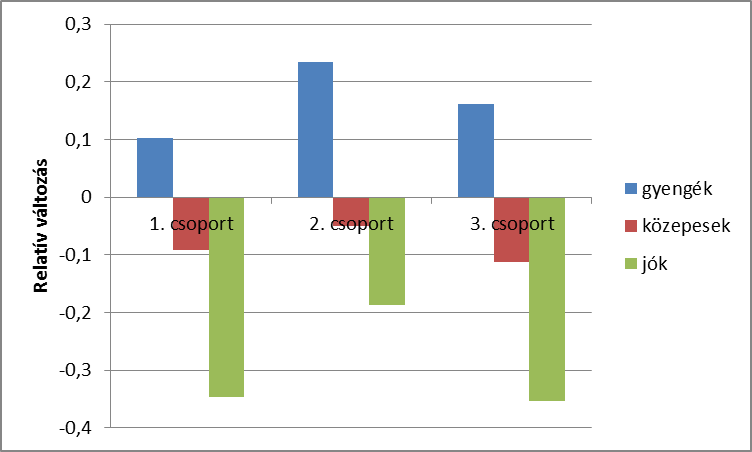 0,3
0,2
0,1
0
-0,1
-0,2
-0,3
-0,4
Relatív változás
1. csoport
2. csoport
3. csoport
gyengék
közepesek
jók